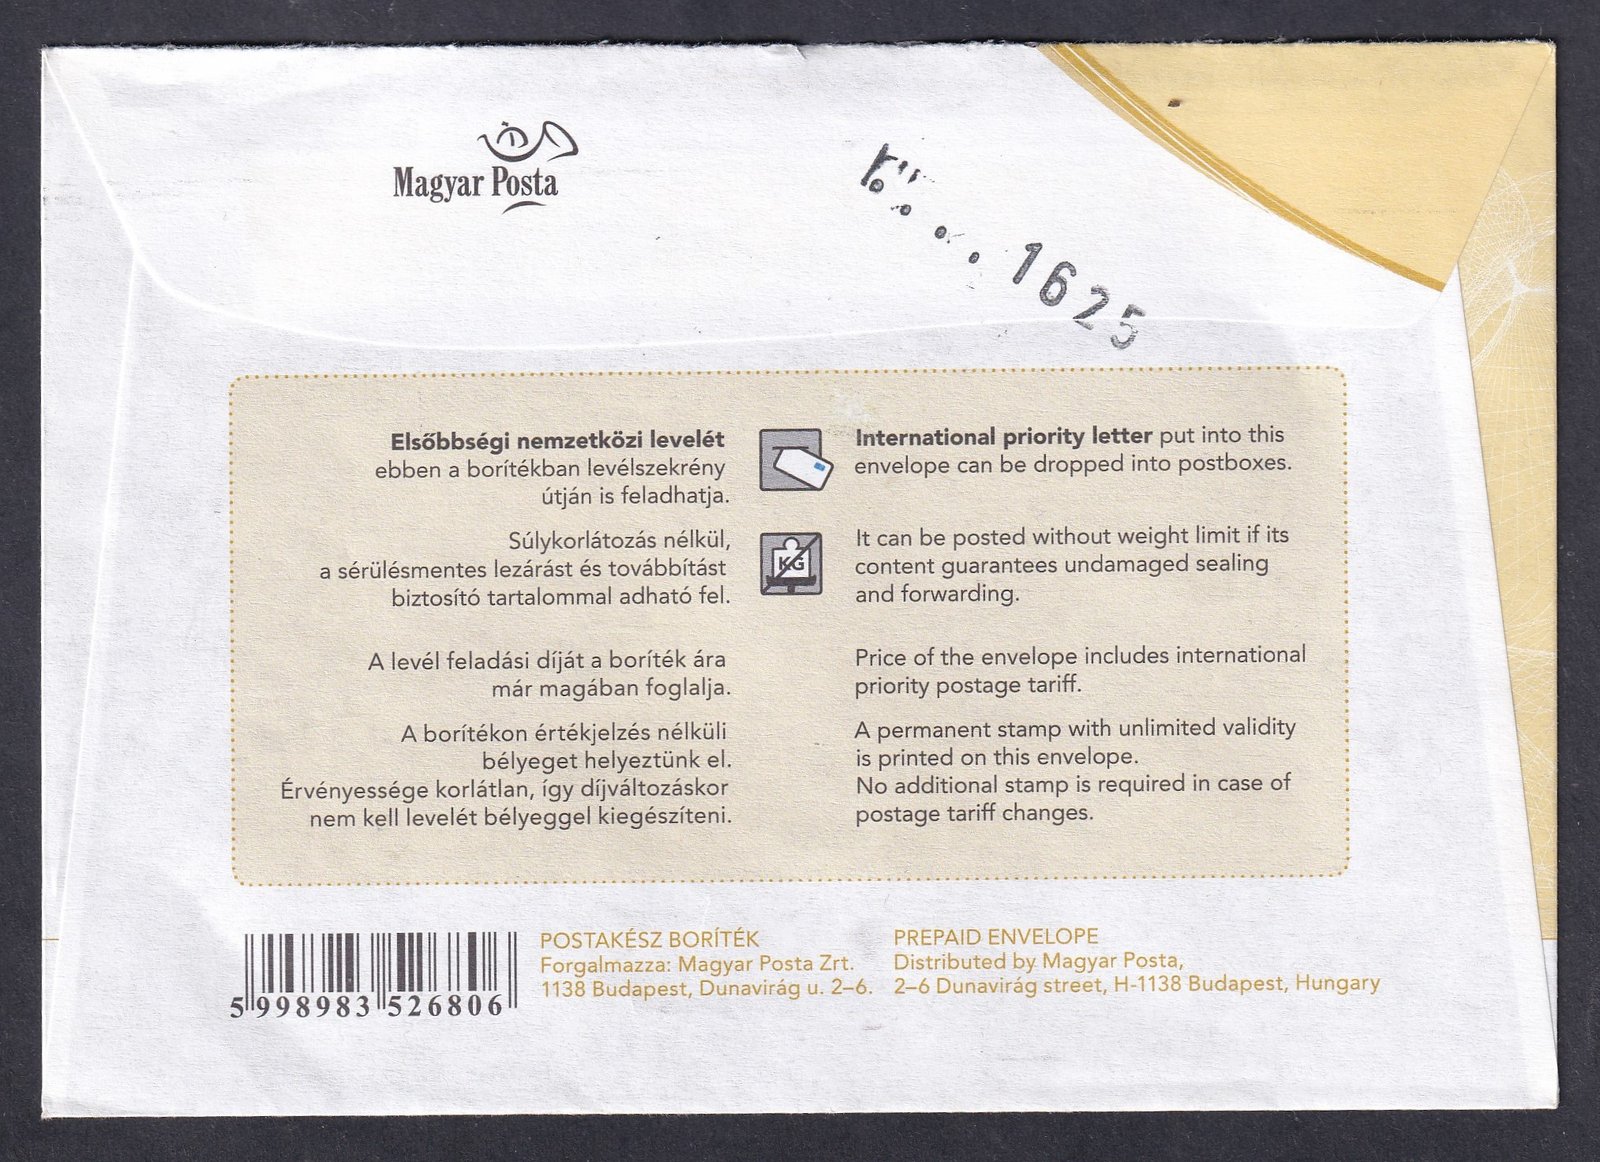 Magyar Posta
1625
Elsőbbségi nemzetközi levelét
ebben a borítékban levélszekrény
útján is feladhatja.
International priority letter put into this
envelope can be dropped into postboxes.
Súlykorlátozás nélkül,
a sérülésmentes lezárást és továbbítást
biztosító tartalommal adható fel.
KG
It can be posted without weight limit if its
content guarantees undamaged sealing
and forwarding.
A levél feladási díját a boríték ára
már magában foglalja.
Price of the envelope includes international
priority postage tariff.
A borítékon értékjelzés nélküli
bélyeget helyeztünk el.
Érvényessége korlátlan, így díjváltozáskor
nem kell levelét bélyeggel kiegészíteni.
A permanent stamp with unlimited validity
is printed on this envelope.
No additional stamp is required in case of
postage tariff changes.
5 998983 526806
POSTAKÉSZ BORÍTÉK
Forgalmazza: Magyar Posta Zrt.
1138 Budapest, Dunavirág u. 2–6.
PREPAID ENVELOPE
Distributed by Magyar Posta,
2–6 Dunavirág street, H-1138 Budapest, Hungary